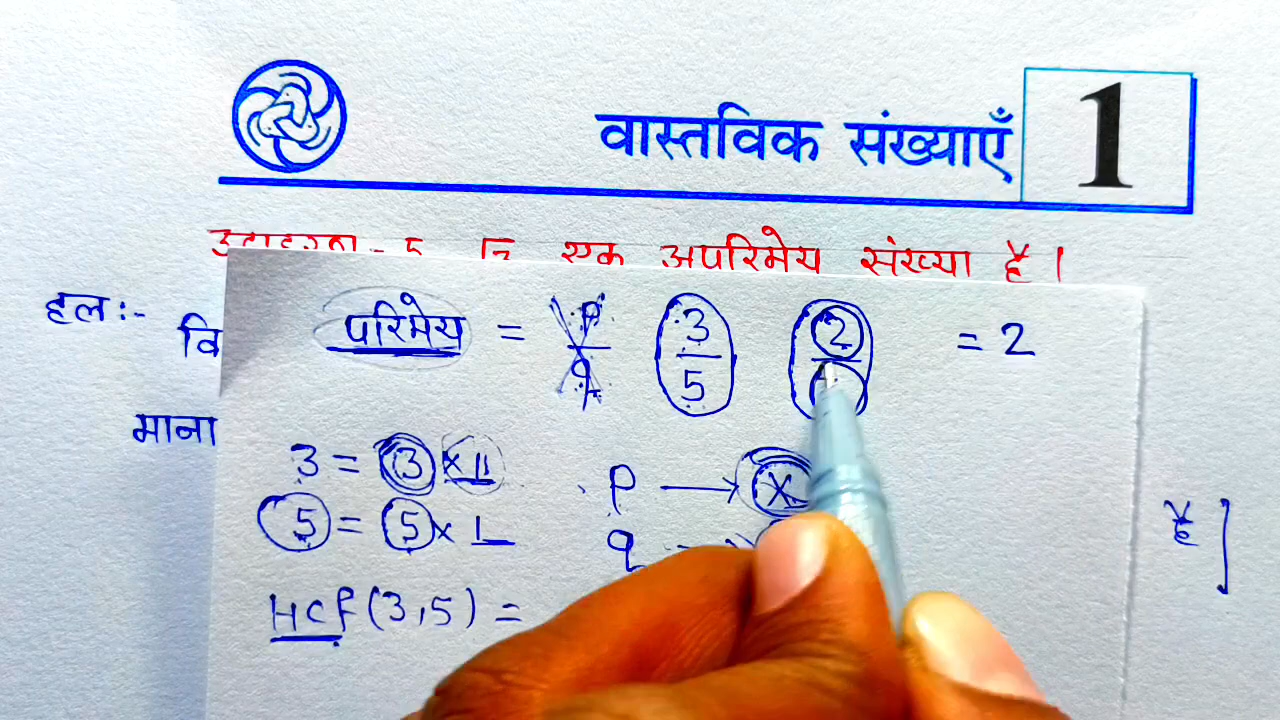 वास्तविक संख्याएँ 1
एक अपरिमेय संख्या है।
हल:-
परिमेय = p/q 3/5 2 = 2
वि
माना
3 = 3 × 1
p → x
5 = 5 × 1
q
है]
HCF (3,5) =